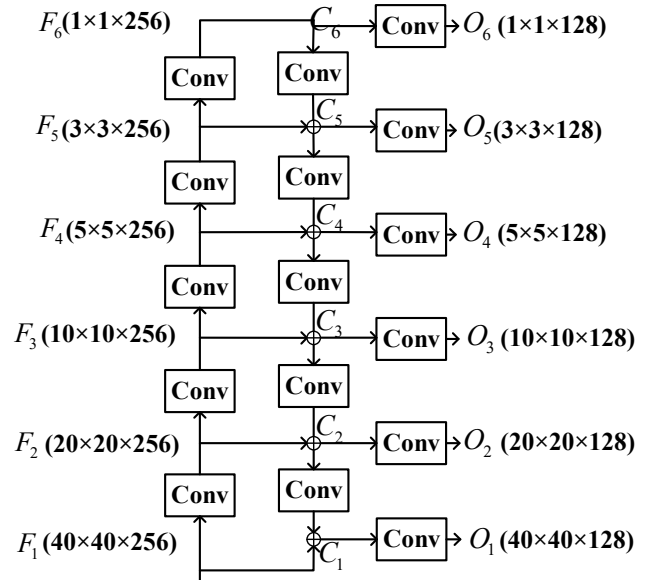 F6 (1×1×256) C6 Conv O6 (1×1×128)
Conv Conv
F5 (3×3×256) C5 Conv O5 (3×3×128)
Conv Conv
F4 (5×5×256) C4 Conv O4 (5×5×128)
Conv Conv
F3 (10×10×256) C3 Conv O3 (10×10×128)
Conv Conv
F2 (20×20×256) C2 Conv O2 (20×20×128)
Conv Conv
F1 (40×40×256) C1 Conv O1 (40×40×128)